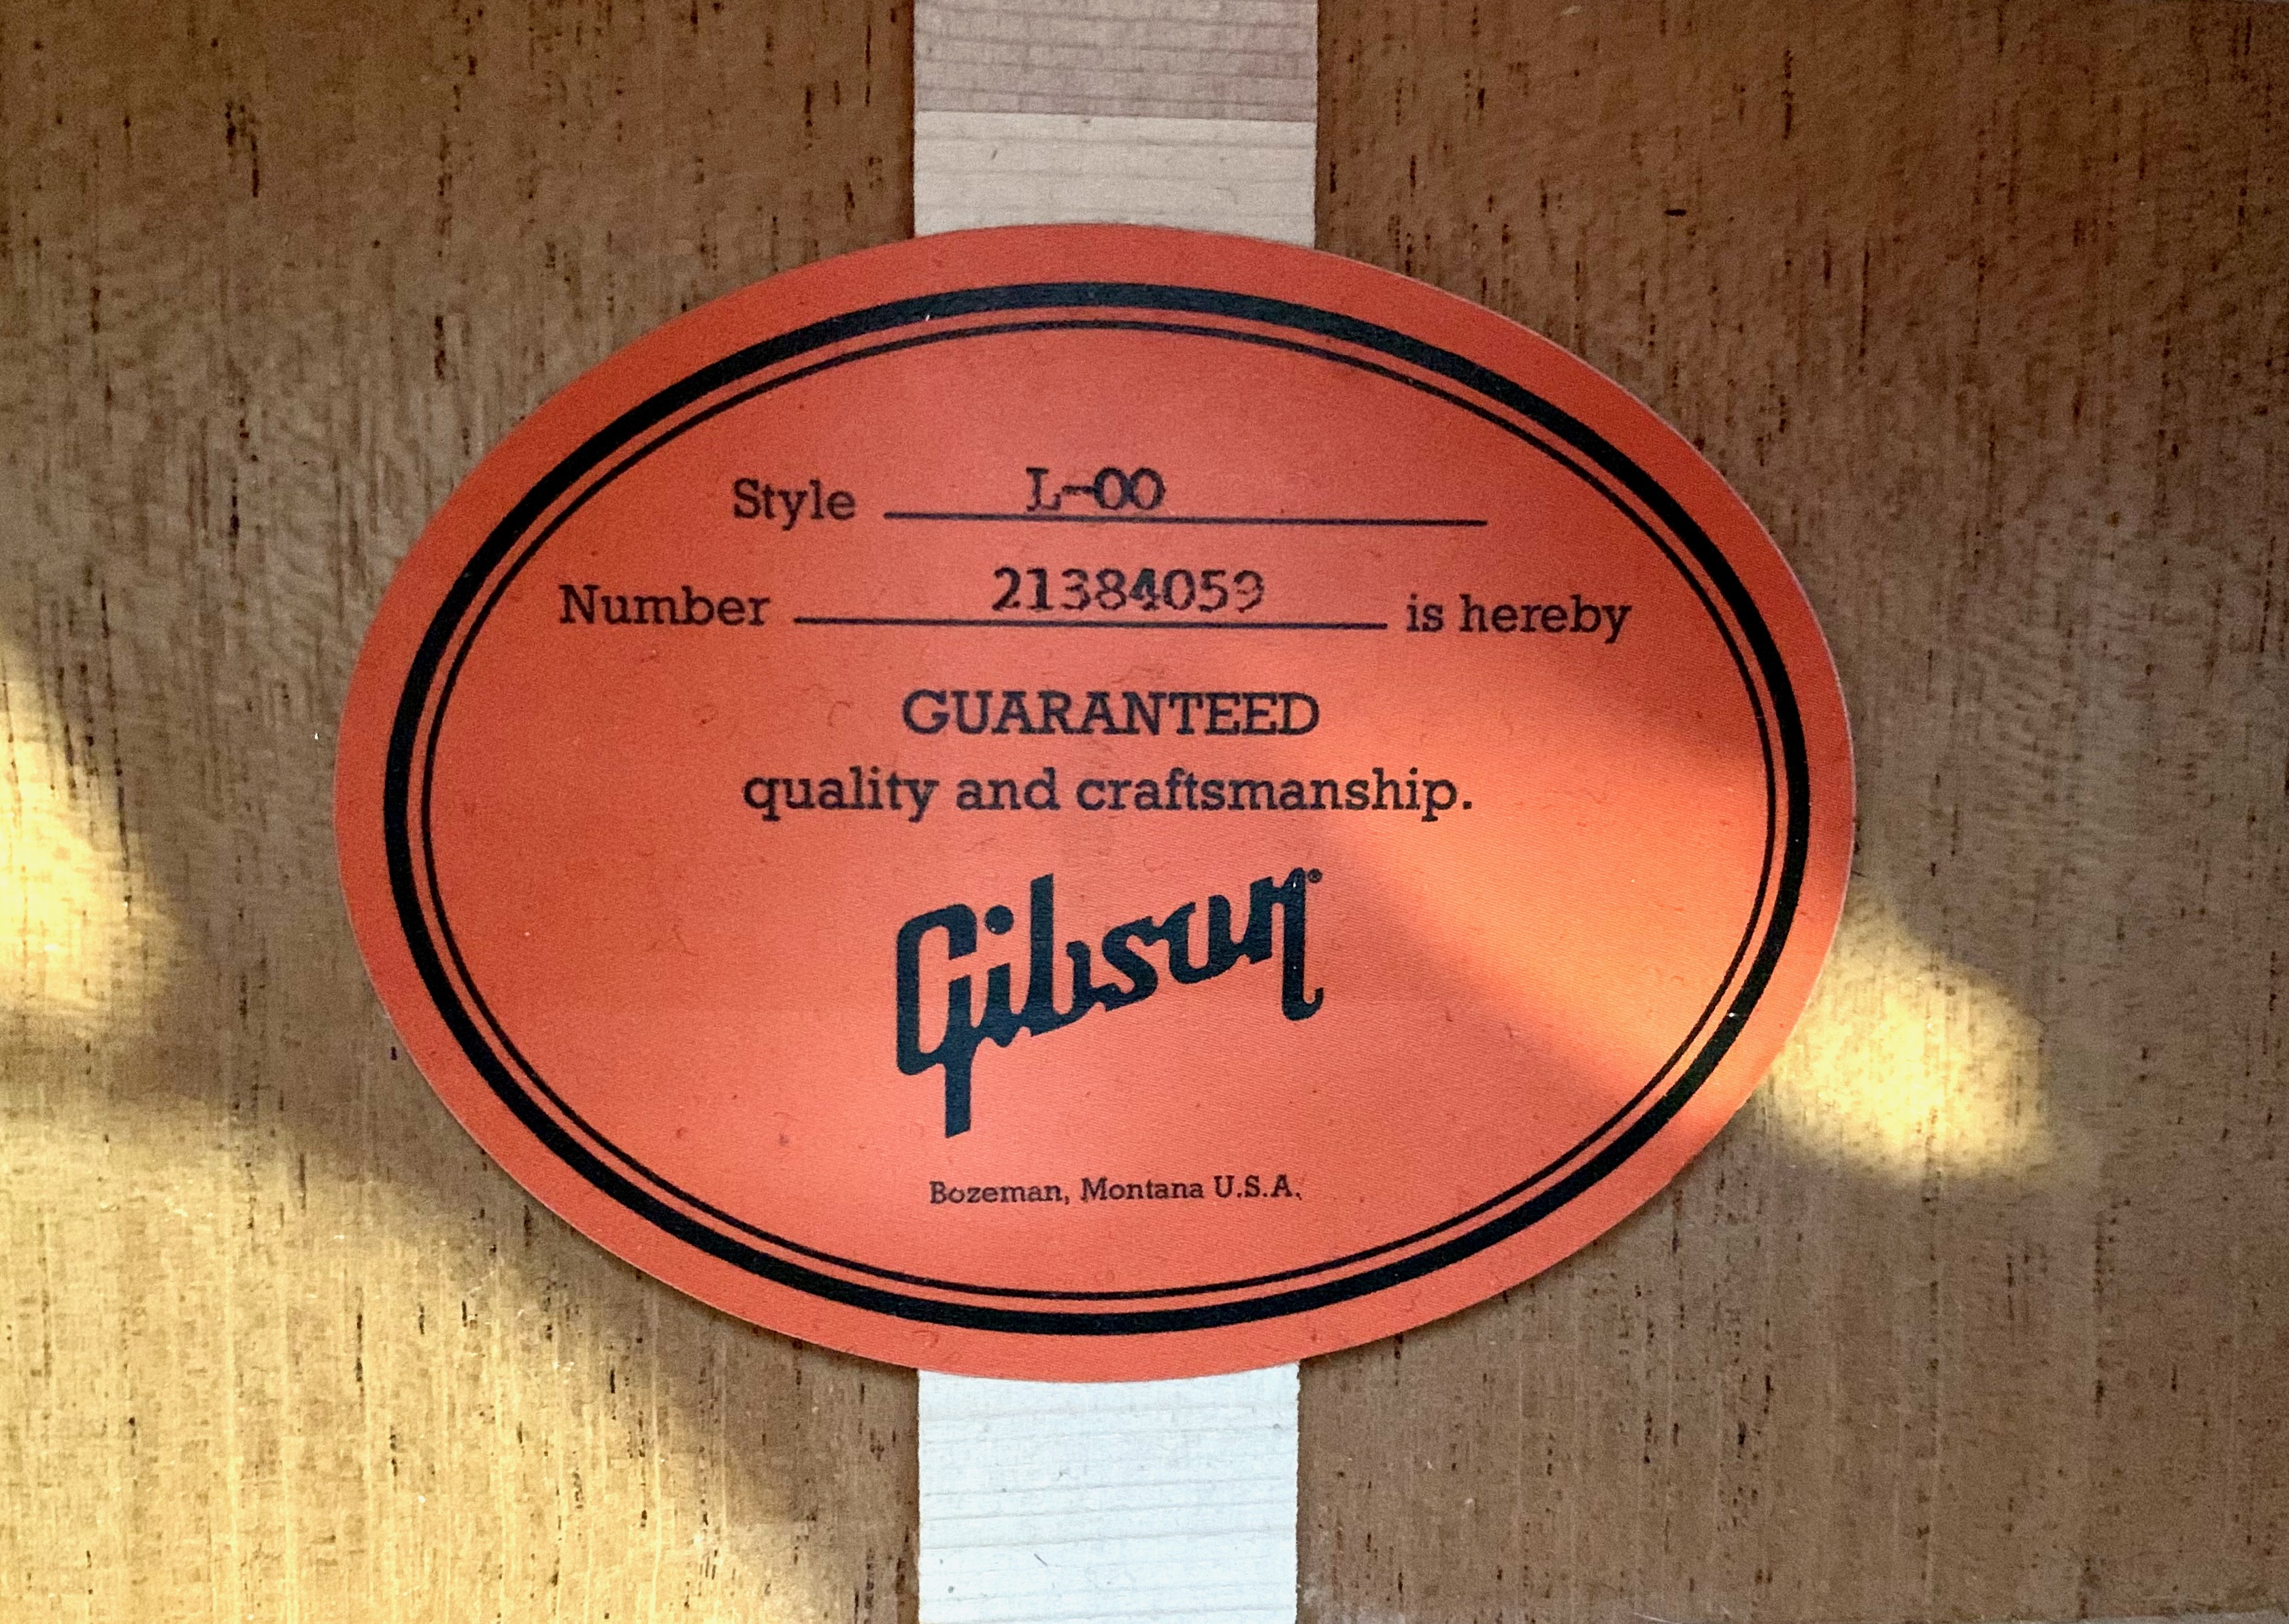 Style L-00
Number 21384059 is hereby
GUARANTEED
quality and craftsmanship.
Gibson®
Bozeman, Montana U.S.A.